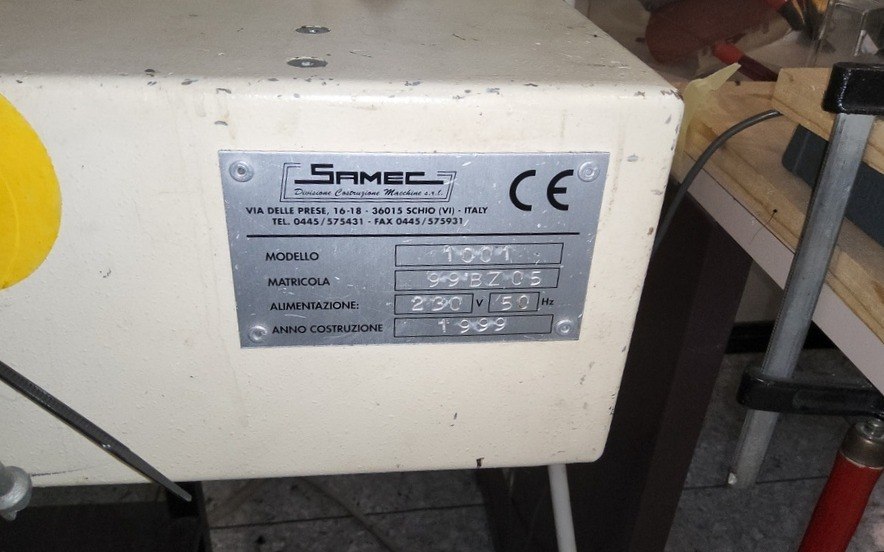 SAMEC
Divisione Costruzione Macchine s.r.l.
CE
VIA DELLE PRESE, 16-18 - 36015 SCHIO (VI) - ITALY
TEL. 0445/575431 - FAX 0445/575931
MODELLO 1001
MATRICOLA 99BZ05
ALIMENTAZIONE: 230 V 50 Hz
ANNO COSTRUZIONE 1999